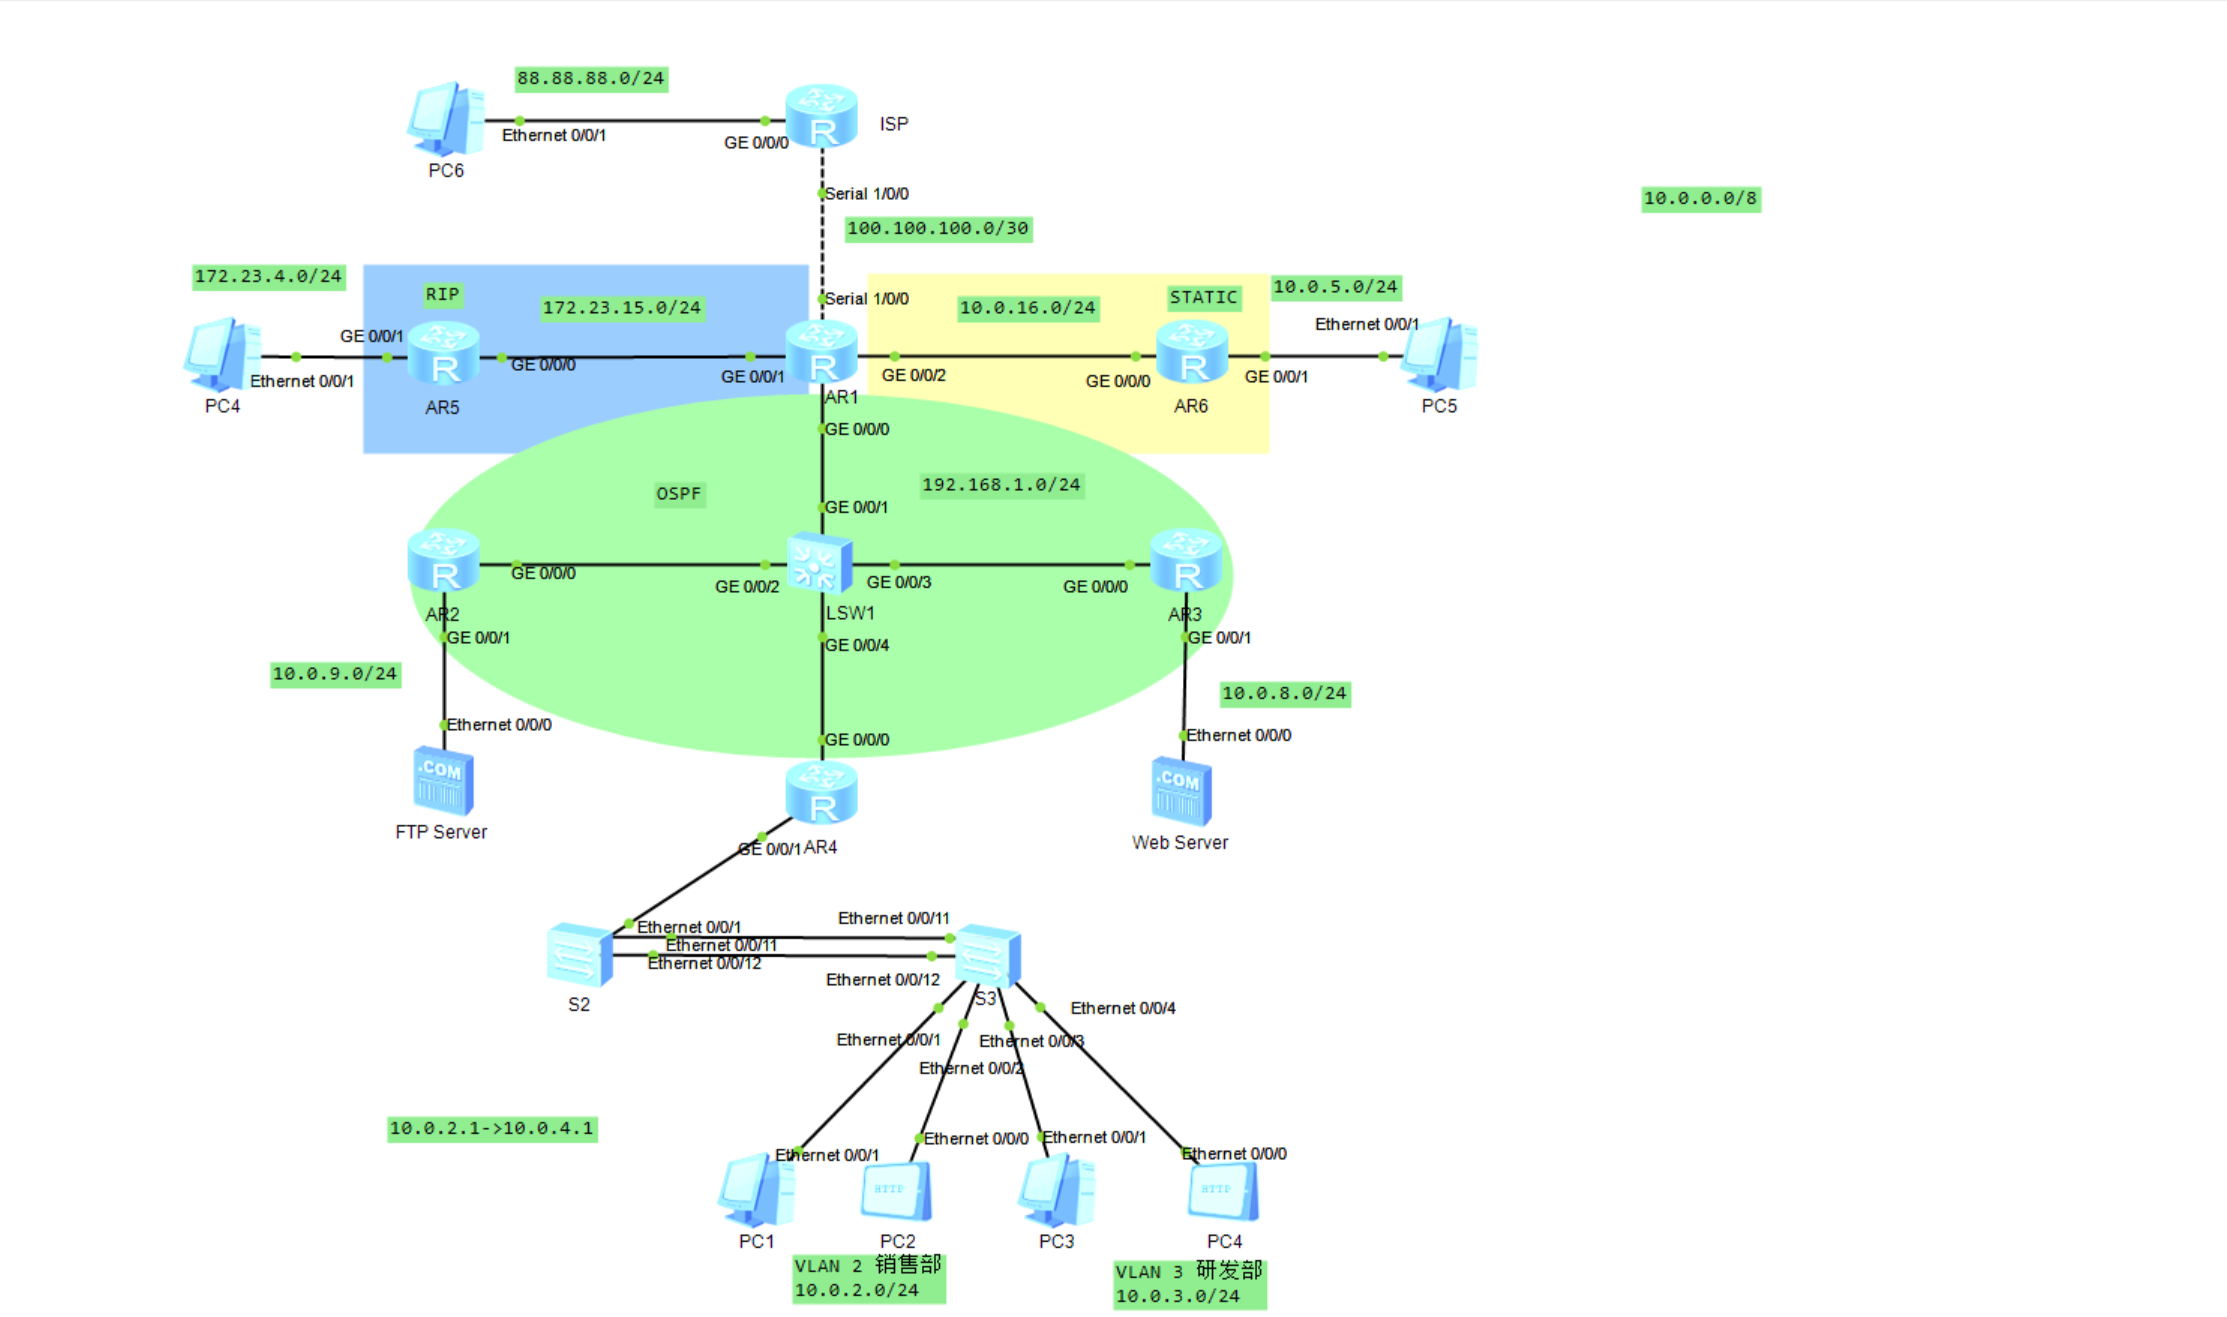 88.88.88.0/24
Ethernet 0/0/1
GE 0/0/0
PC6
ISP
Serial 1/0/0
100.100.100.0/30
10.0.0.0/8
172.23.4.0/24
RIP
172.23.15.0/24
Serial 1/0/0
10.0.16.0/24
STATIC
10.0.5.0/24
GE 0/0/1
Ethernet 0/0/1
R
GE 0/0/0
GE 0/0/1
R
GE 0/0/2
GE 0/0/0
R
GE 0/0/1
Ethernet 0/0/1
PC4
AR5
AR1
AR6
PC5
GE 0/0/0
OSPF
192.168.1.0/24
GE 0/0/1
R
GE 0/0/0
GE 0/0/2
GE 0/0/3
GE 0/0/0
R
AR2
LSW1
AR3
GE 0/0/1
GE 0/0/4
GE 0/0/1
10.0.9.0/24
10.0.8.0/24
Ethernet 0/0/0
GE 0/0/0
Ethernet 0/0/0
.COM
R
.COM
FTP Server
GE 0/0/1
AR4
Web Server
R
Ethernet 0/0/1
Ethernet 0/0/11
Ethernet 0/0/11
Ethernet 0/0/12
Ethernet 0/0/12
S2
S3
Ethernet 0/0/1
Ethernet 0/0/2
Ethernet 0/0/3
Ethernet 0/0/4
10.0.2.1->10.0.4.1
Ethernet 0/0/1
Ethernet 0/0/0
Ethernet 0/0/1
Ethernet 0/0/0
HTTP
HTTP
PC1
PC2
PC3
PC4
VLAN 2 销售部
10.0.2.0/24
VLAN 3 研发部
10.0.3.0/24